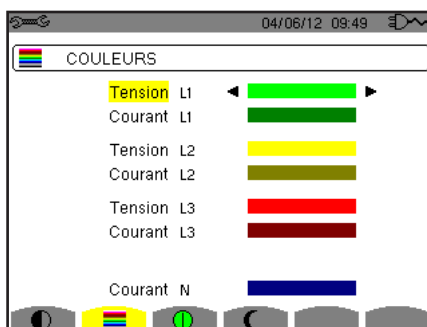 04/06/12 09:49
COULEURS
Tension L1
Courant L1
Tension L2
Courant L2
Tension L3
Courant L3
Courant N